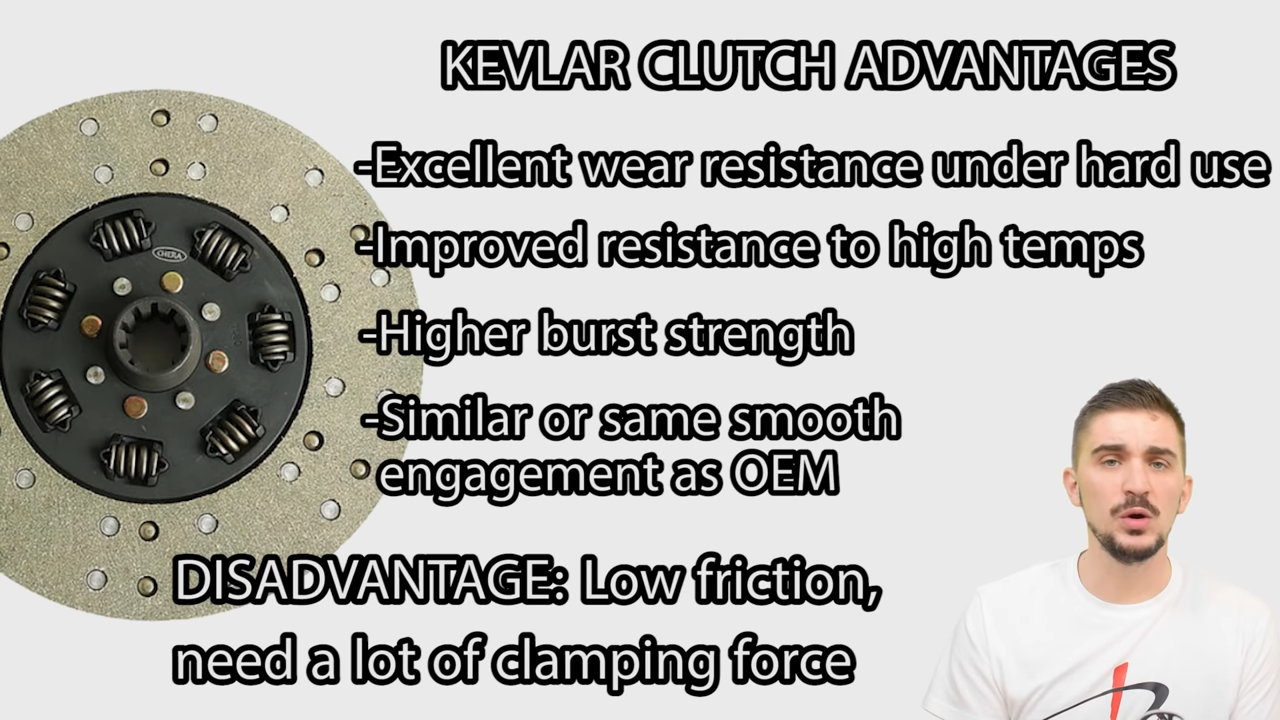 KEVLAR CLUTCH ADVANTAGES
-Excellent wear resistance under hard use
-Improved resistance to high temps
-Higher burst strength
-Similar or same smooth
engagement as OEM
DISADVANTAGE: Low friction,
need a lot of clamping force